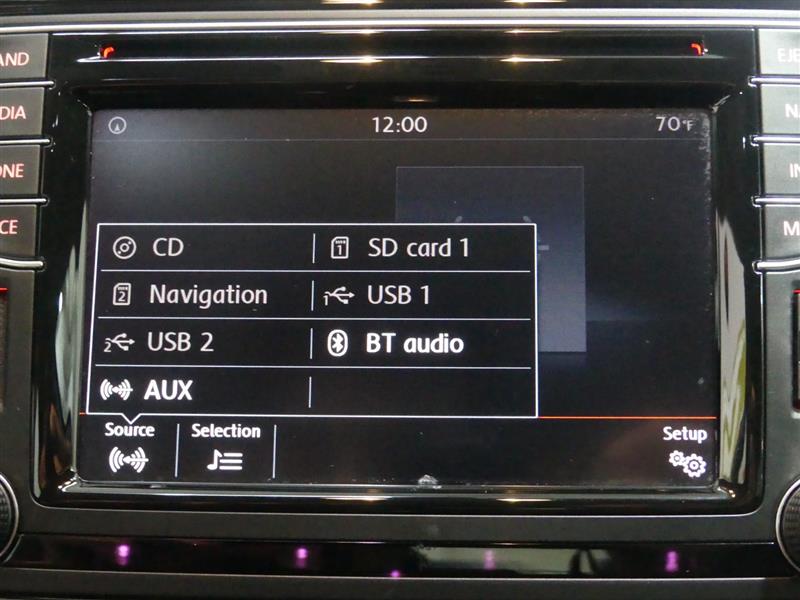 12:00 70°F
CD SD card 1
Navigation USB 1
USB 2 BT audio
AUX
Source Selection Setup